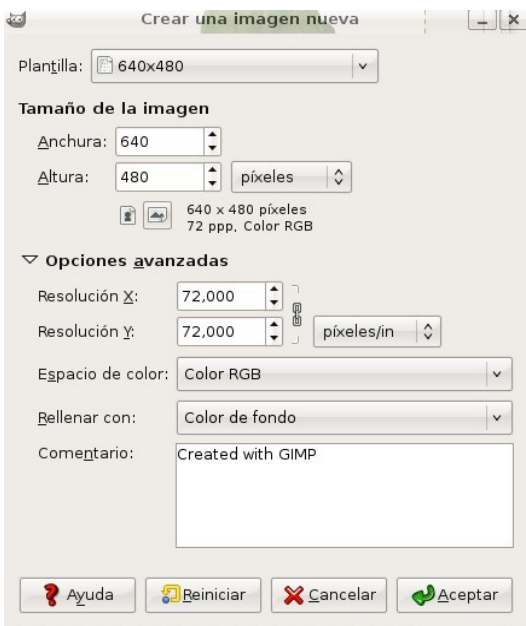 Crear una imagen nueva
Plantilla: 640x480
Tamaño de la imagen
Anchura: 640
Altura: 480 píxeles
640 x 480 píxeles
72 ppp, Color RGB
Opciones avanzadas
Resolución X: 72,000
Resolución Y: 72,000 píxeles/in
Espacio de color: Color RGB
Rellenar con: Color de fondo
Comentario: Created with GIMP
Ayuda Reiniciar Cancelar Aceptar